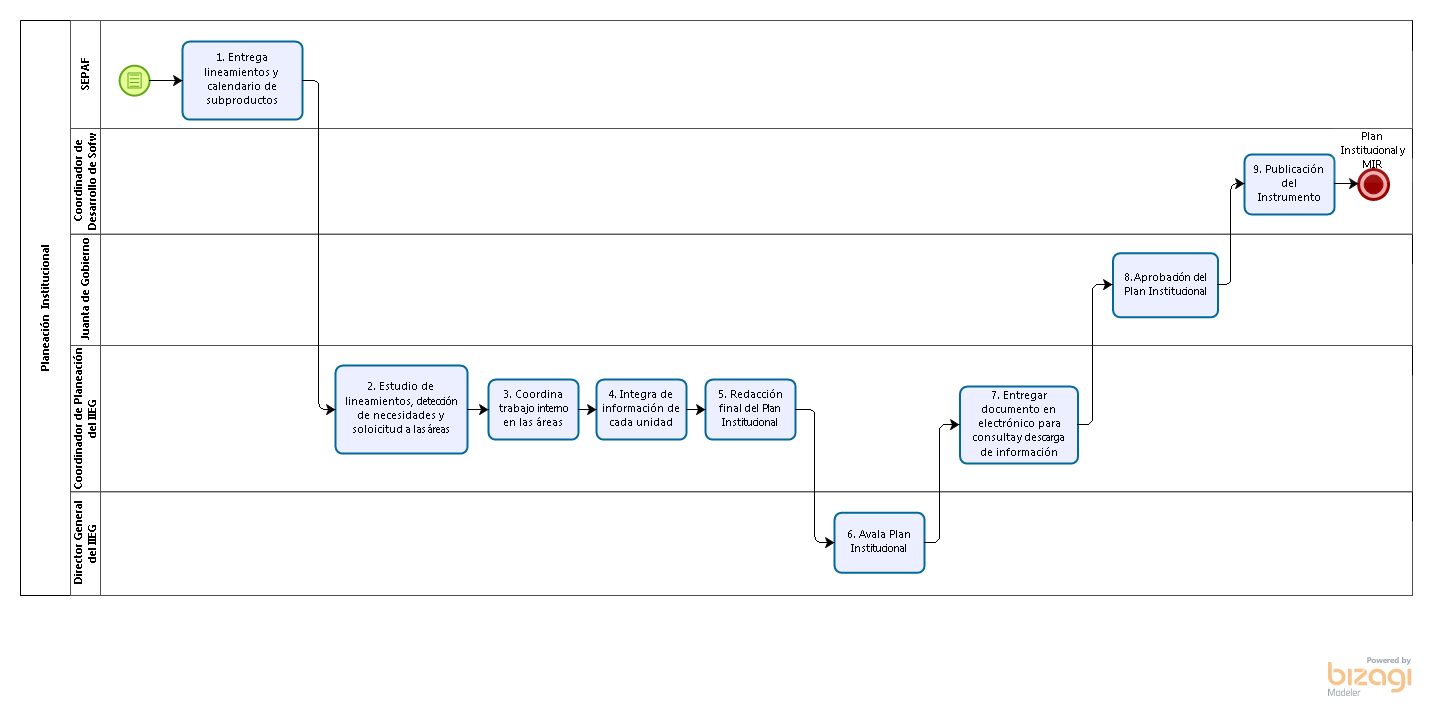 Planeación Institucional
SEPAF
1. Entrega
lineamientos y
calendario de
subproductos
Coordinador de
Desarrollo de Sofw
9. Publicación
del
Instrumento
Plan
Institucional y
MIR
Juanta de Gobierno
8.Aprobación del
Plan Institucional
Coordinador de Planeación
del IIEG
2. Estudio de
lineamientos, detección
de necesidades y
soloicitud a las áreas
3. Coordina
trabajo interno
en las áreas
4. Integra de
información de
cada unidad
5. Redacción
final del Plan
Institucional
7. Entregar
documento en
electrónico para
consulta y descarga
de información
Director General
del IIEG
6. Avala Plan
Institucional
Powered by
bizagi
Modeler